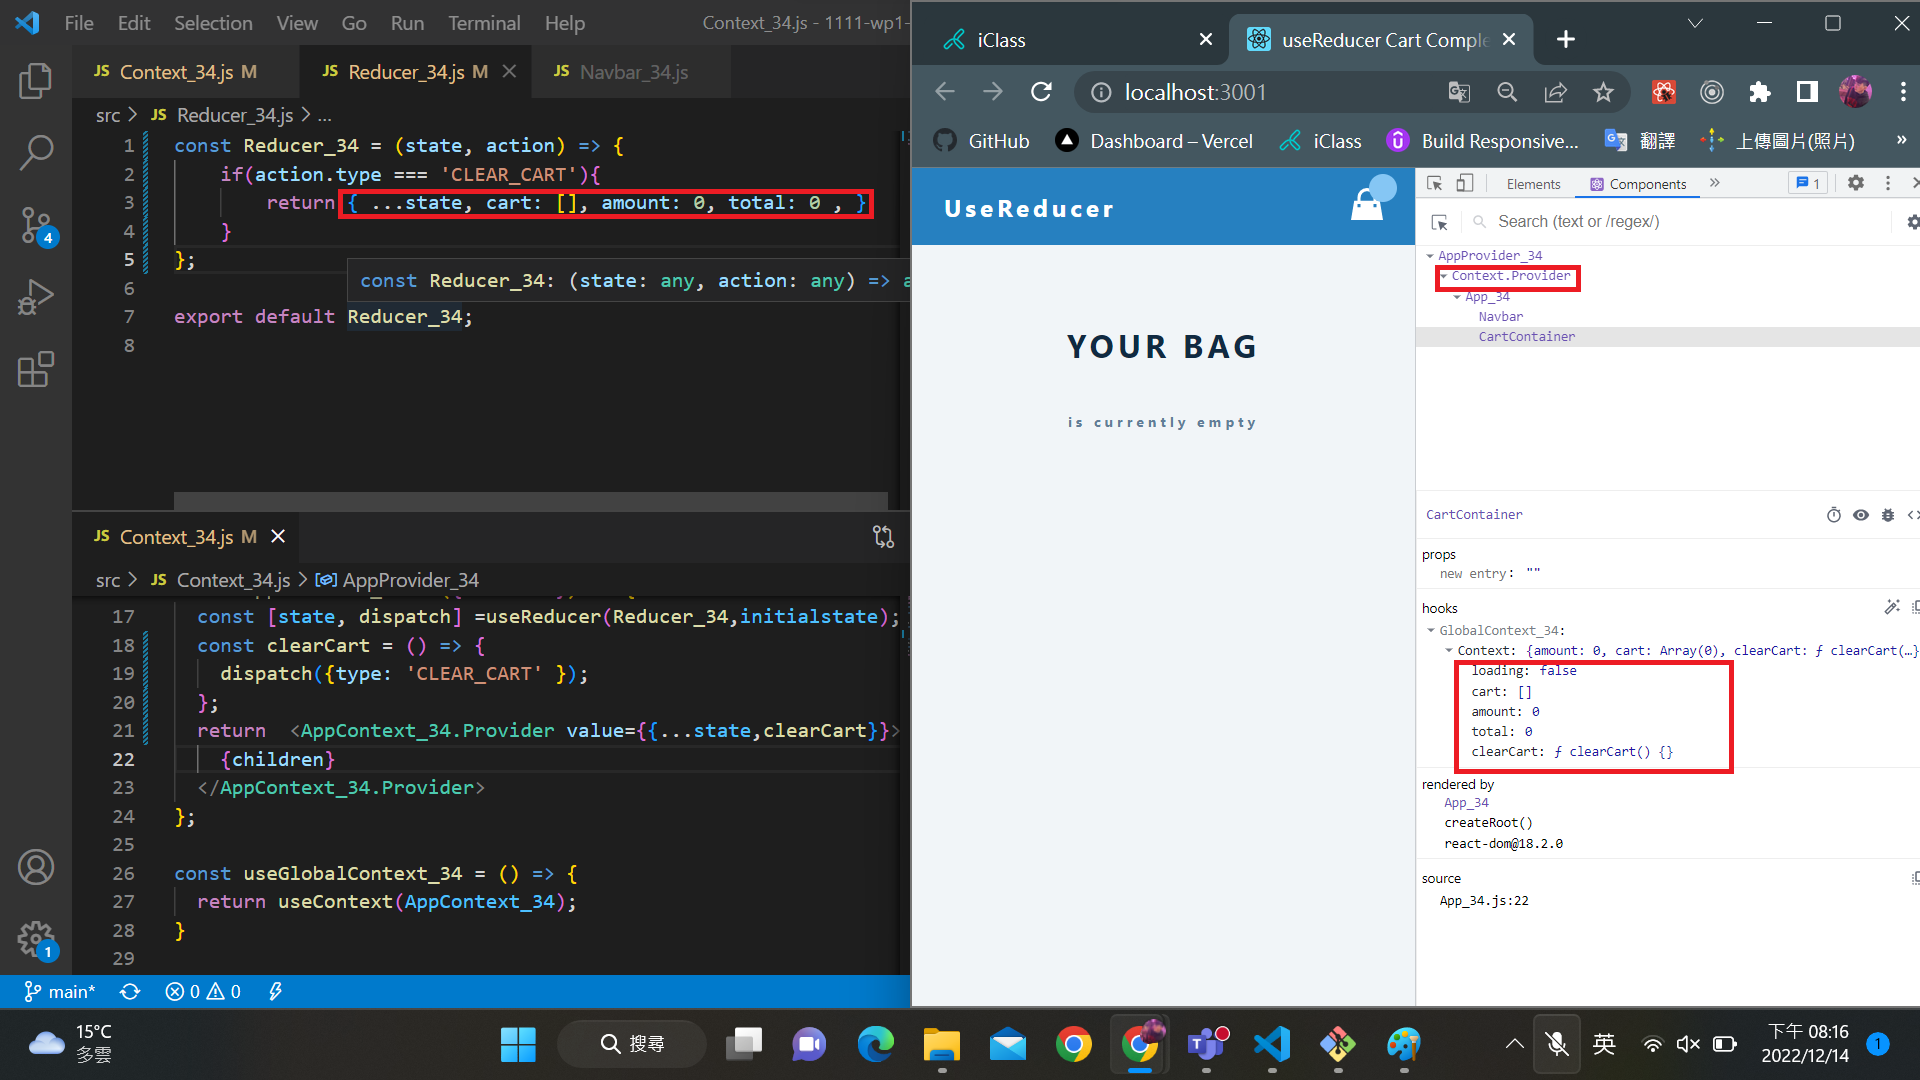 File Edit Selection View Go Run Terminal Help
Context_34.js - 1111-wp1-
JS Context_34.js M
JS Reducer_34.js M
JS Navbar_34.js
src > JS Reducer_34.js > ...
1 const Reducer_34 = (state, action) => {
2 if(action.type === 'CLEAR_CART'){
3 return { ...state, cart: [], amount: 0, total: 0 , }
4 }
5 };
const Reducer_34: (state: any, action: any) => a
6
7 export default Reducer_34;
8
JS Context_34.js M
src > JS Context_34.js > AppProvider_34
17 const [state, dispatch] =useReducer(Reducer_34,initialstate);
18 const clearCart = () => {
19 dispatch({type: 'CLEAR_CART' });
20 };
21 return <AppContext_34.Provider value={{...state,clearCart}}>
22 {children}
23 </AppContext_34.Provider>
24 };
25
26 const useGlobalContext_34 = () => {
27 return useContext(AppContext_34);
28 }
29
4
1
main*
0 0
iClass
useReducer Cart Comple
localhost:3001
GitHub
Dashboard – Vercel
iClass
Build Responsive...
翻譯
上傳圖片(照片)
»
UseReducer
YOUR BAG
is currently empty
Elements
Components
»
1
Search (text or /regex/)
AppProvider_34
Context.Provider
App_34
Navbar
CartContainer
CartContainer
props
new entry: ""
hooks
GlobalContext_34:
Context: {amount: 0, cart: Array(0), clearCart: ƒ clearCart(…}
loading: false
cart: []
amount: 0
total: 0
clearCart: ƒ clearCart() {}
rendered by
App_34
createRoot()
react-dom@18.2.0
source
App_34.js:22
15°C
多雲
搜尋
英
下午 08:16
2022/12/14
1